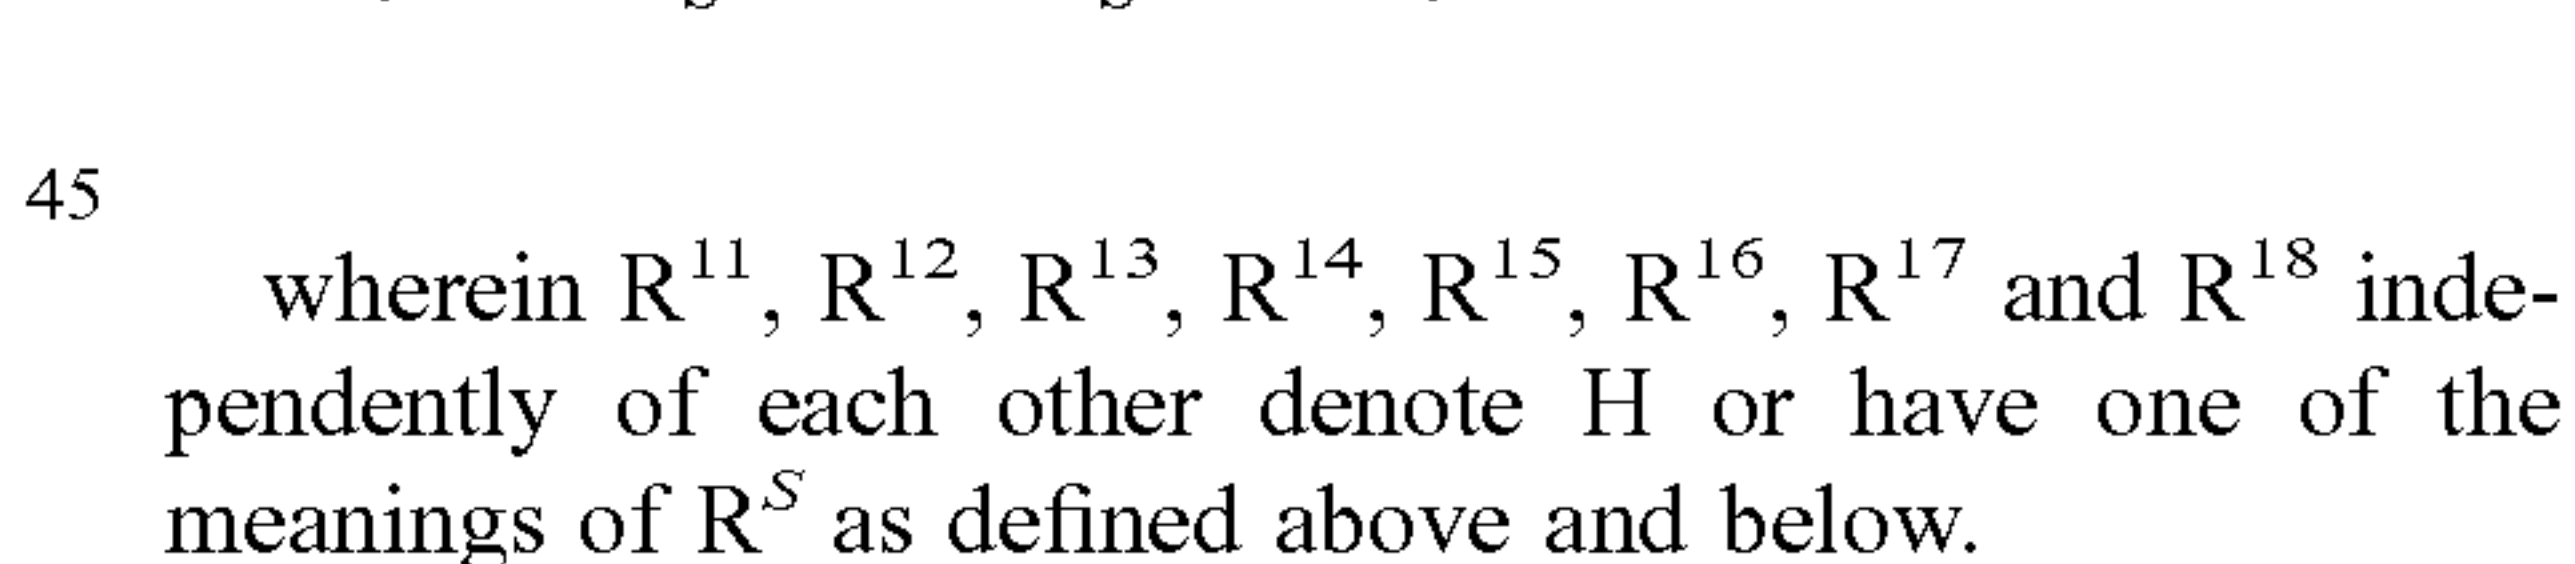 45
wherein R¹¹, R¹², R¹³, R¹⁴, R¹⁵, R¹⁶, R¹⁷ and R¹⁸ inde-
pendently of each other denote H or have one of the
meanings of Rˢ as defined above and below.